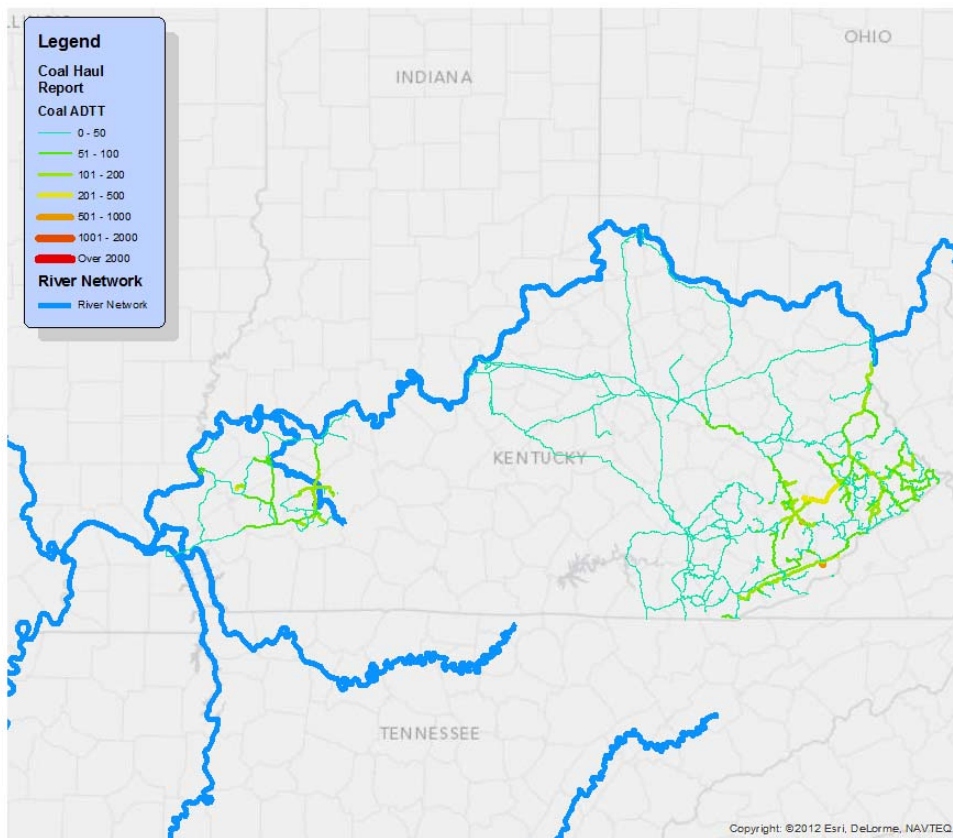 Legend
Coal Haul
Report
Coal ADTT
0 - 50
51 - 100
101 - 200
201 - 500
501 - 1000
1001 - 2000
Over 2000
River Network
River Network
INDIANA
OHIO
KENTUCKY
TENNESSEE
Copyright: ©2012 Esri, DeLorme, NAVTEQ